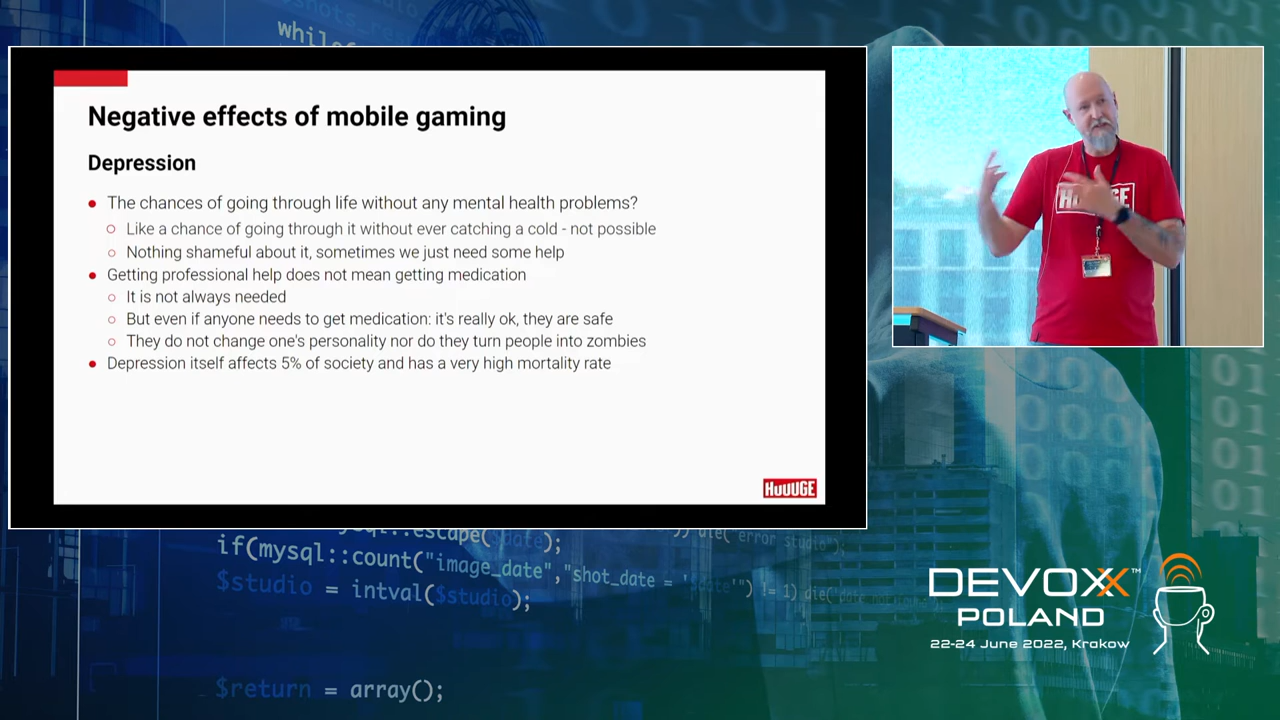 while
Negative effects of mobile gaming
Depression
The chances of going through life without any mental health problems?
Like a chance of going through it without ever catching a cold - not possible
Nothing shameful about it, sometimes we just need some help
Getting professional help does not mean getting medication
It is not always needed
But even if anyone needs to get medication: it's really ok, they are safe
They do not change one's personality nor do they turn people into zombies
Depression itself affects 5% of society and has a very high mortality rate
HUUUGE
if(mysql::count("image_date","shot_date = '$date'") != 1) die(
$studio = intval($studio);
$return = array();
DEVOXX™
POLAND
22-24 June 2022, Krakow